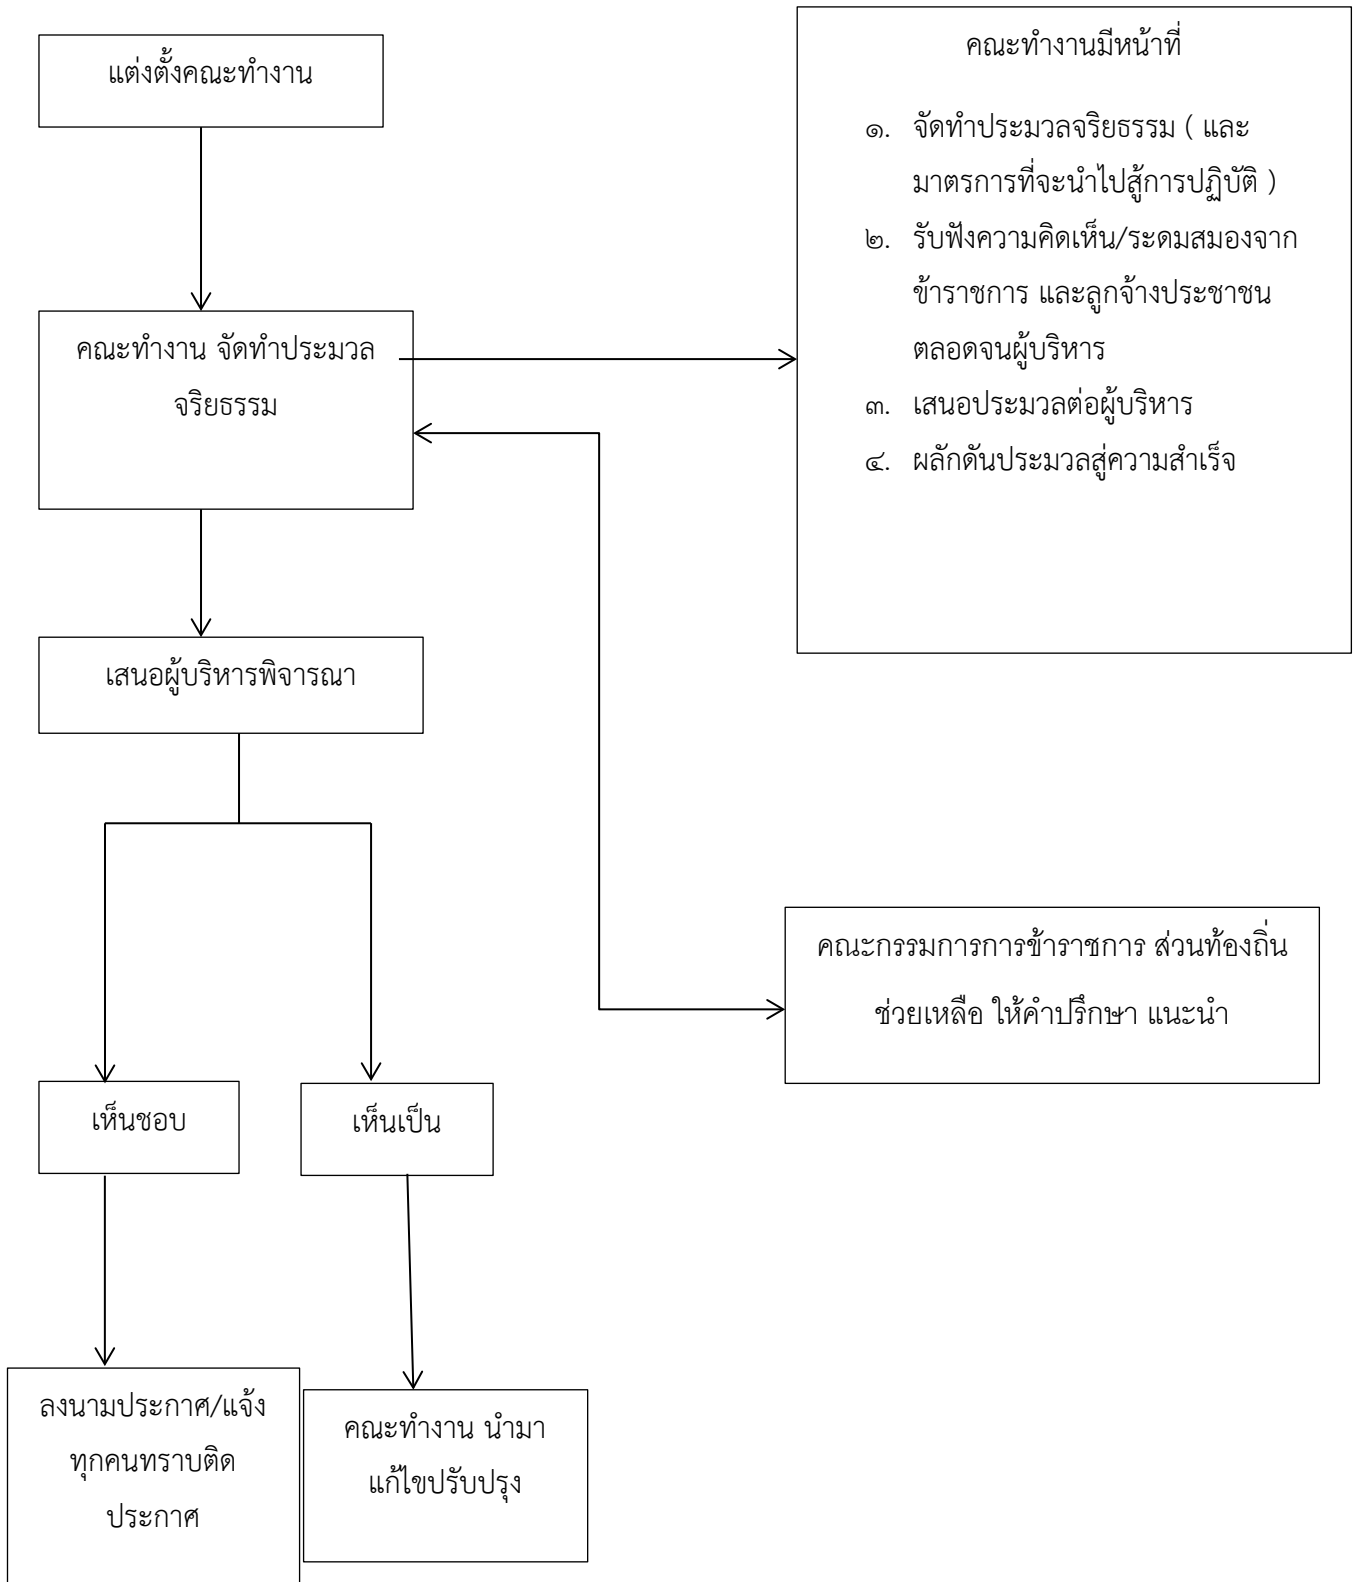 แต่งตั้งคณะทำงาน
คณะทำงานมีหน้าที่
๑. จัดทำประมวลจริยธรรม ( และ
มาตรการที่จะนำไปสู้การปฏิบัติ )
๒. รับฟังความคิดเห็น/ระดมสมองจาก
ข้าราชการ และลูกจ้างประชาชน
ตลอดจนผู้บริหาร
๓. เสนอประมวลต่อผู้บริหาร
๔. ผลักดันประมวลสู่ความสำเร็จ
คณะทำงาน จัดทำประมวล
จริยธรรม
เสนอผู้บริหารพิจารณา
คณะกรรมการการข้าราชการ ส่วนท้องถิ่น
ช่วยเหลือ ให้คำปรึกษา แนะนำ
เห็นชอบ
เห็นเป็น
ลงนามประกาศ/แจ้ง
ทุกคนทราบติด
ประกาศ
คณะทำงาน นำมา
แก้ไขปรับปรุง